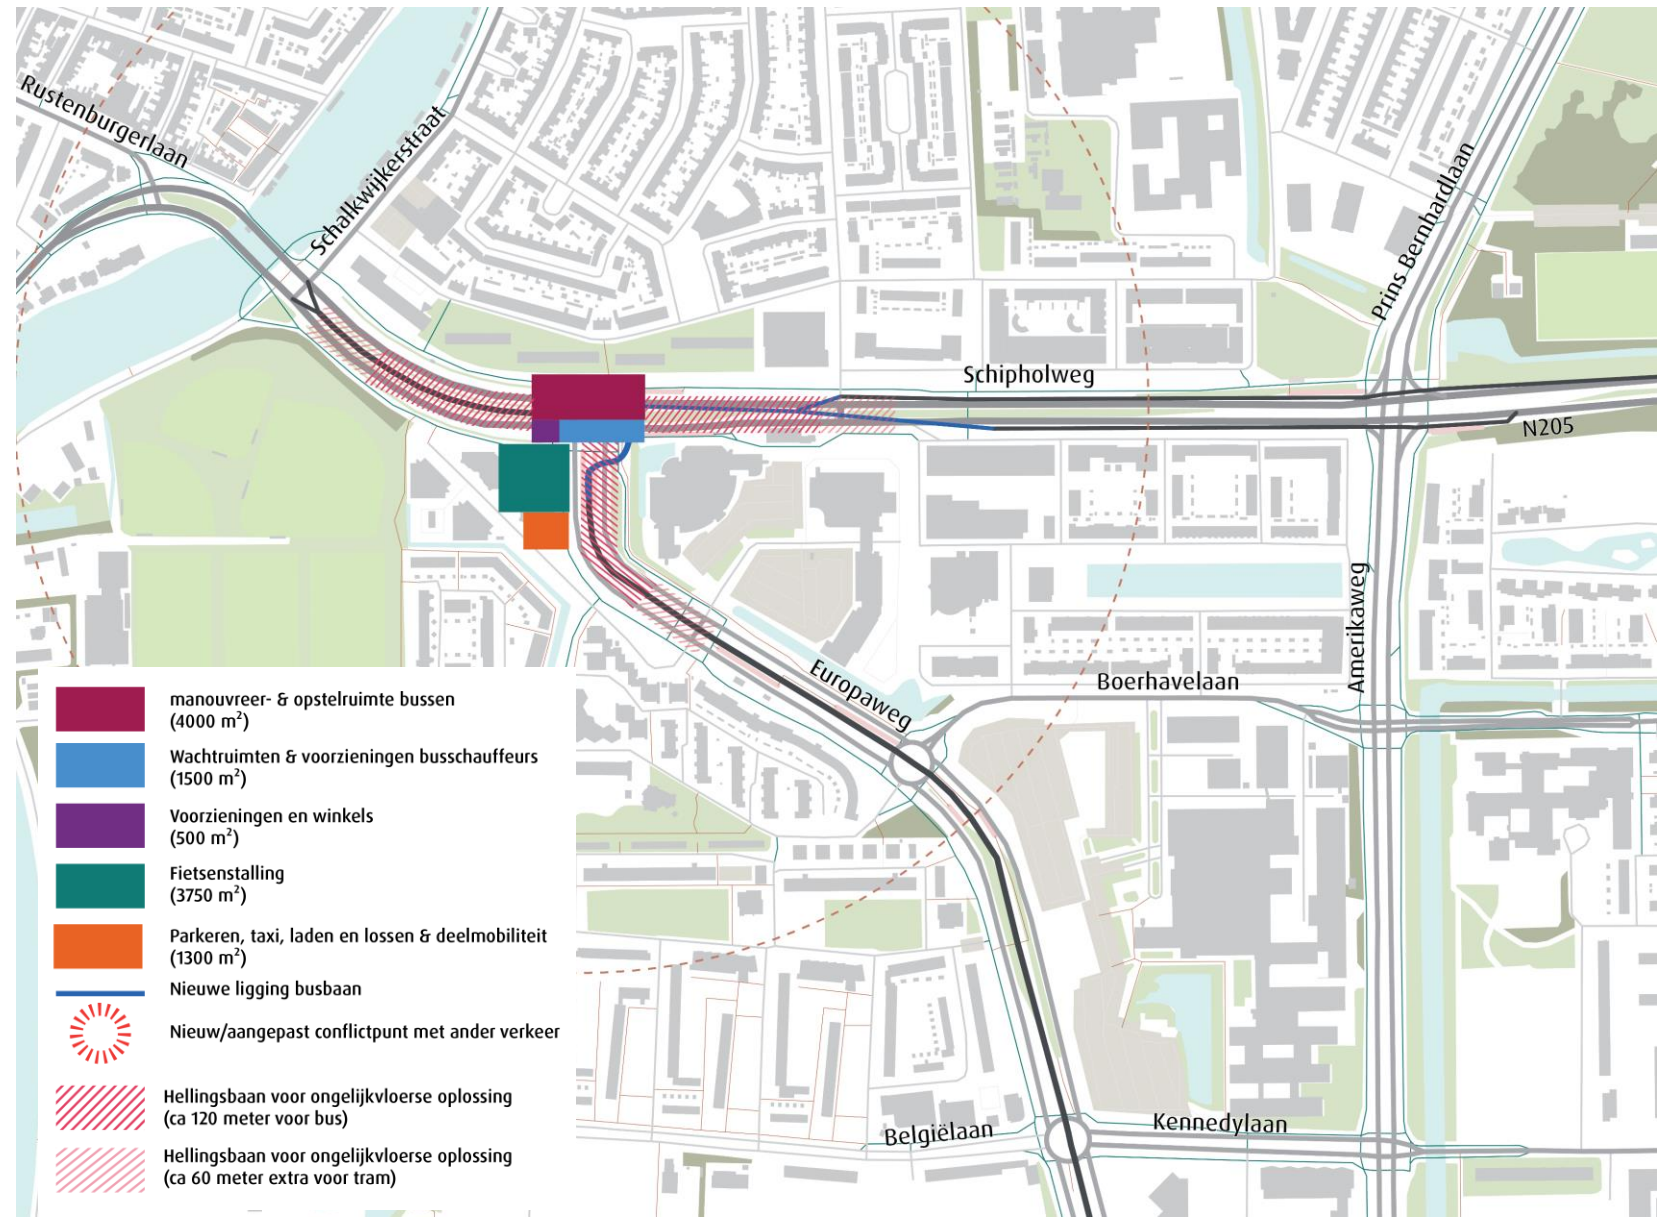 Rustenburgerlaan
Schalkwijkerstraat
Prins Bernhardlaan
Schipholweg
N205
Amerikaweg
Europaweg
Boerhavelaan
Belgiëlaan
Kennedylaan
manouvreer- & opstelruimte bussen
(4000 m²)
Wachtruimten & voorzieningen busschauffeurs
(1500 m²)
Voorzieningen en winkels
(500 m²)
Fietsenstalling
(3750 m²)
Parkeren, taxi, laden en lossen & deelmobiliteit
(1300 m²)
Nieuwe ligging busbaan
Nieuw/aangepast conflictpunt met ander verkeer
Hellingsbaan voor ongelijkvloerse oplossing
(ca 120 meter voor bus)
Hellingsbaan voor ongelijkvloerse oplossing
(ca 60 meter extra voor tram)